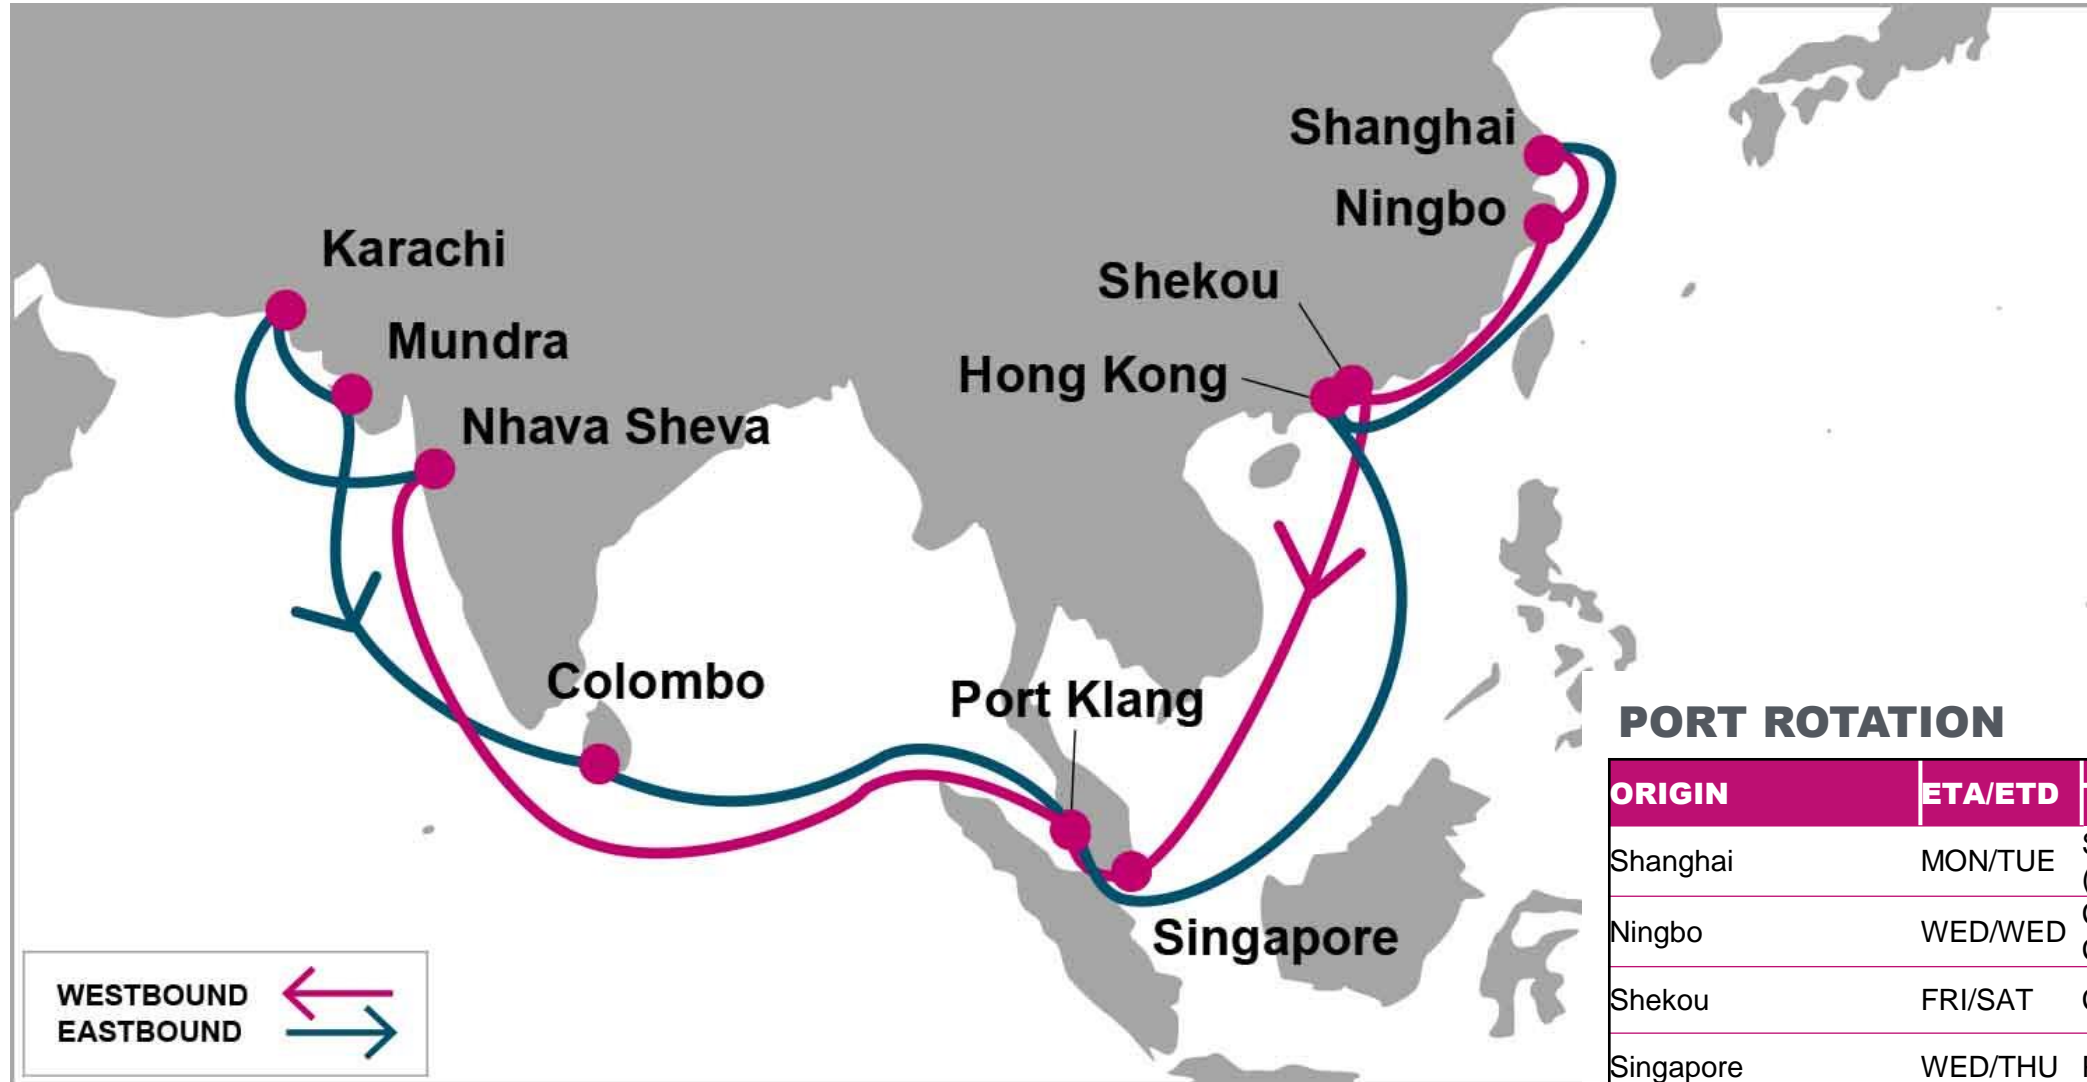 Shanghai
Ningbo
Karachi
Shekou
Mundra
Hong Kong
Nhava Sheva
Colombo
Port Klang
Singapore
WESTBOUND
EASTBOUND
PORT ROTATION
ORIGIN ETA/ETD
Shanghai MON/TUE
Ningbo WED/WED
Shekou FRI/SAT
Singapore WED/THU